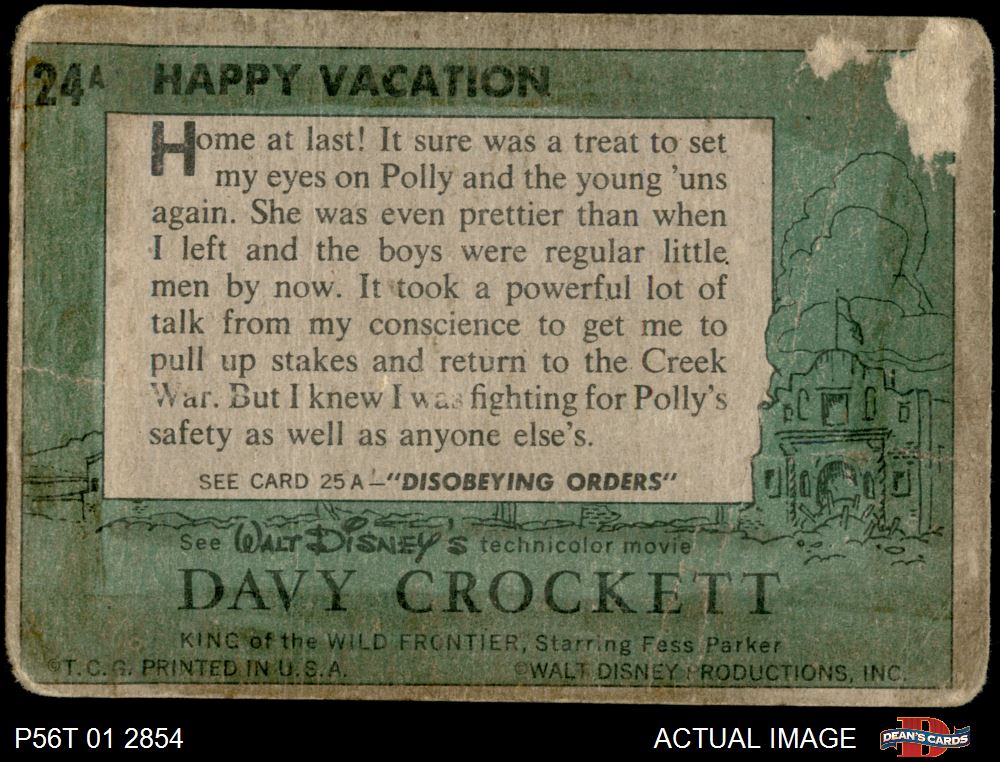 24A HAPPY VACATION
Home at last! It sure was a treat to set
my eyes on Polly and the young 'uns
again. She was even prettier than when
I left and the boys were regular little
men by now. It took a powerful lot of
talk from my conscience to get me to
pull up stakes and return to the Creek
War. But I knew I was fighting for Polly's
safety as well as anyone else's.
SEE CARD 25A—"DISOBEYING ORDERS"
See WALT DISNEY'S technicolor movie
DAVY CROCKETT
KING of the WILD FRONTIER, Starring Fess Parker
©T.C.G. PRINTED IN U.S.A. ©WALT DISNEY PRODUCTIONS, INC.
P56T 01 2854 ACTUAL IMAGE DEAN'S CARDS